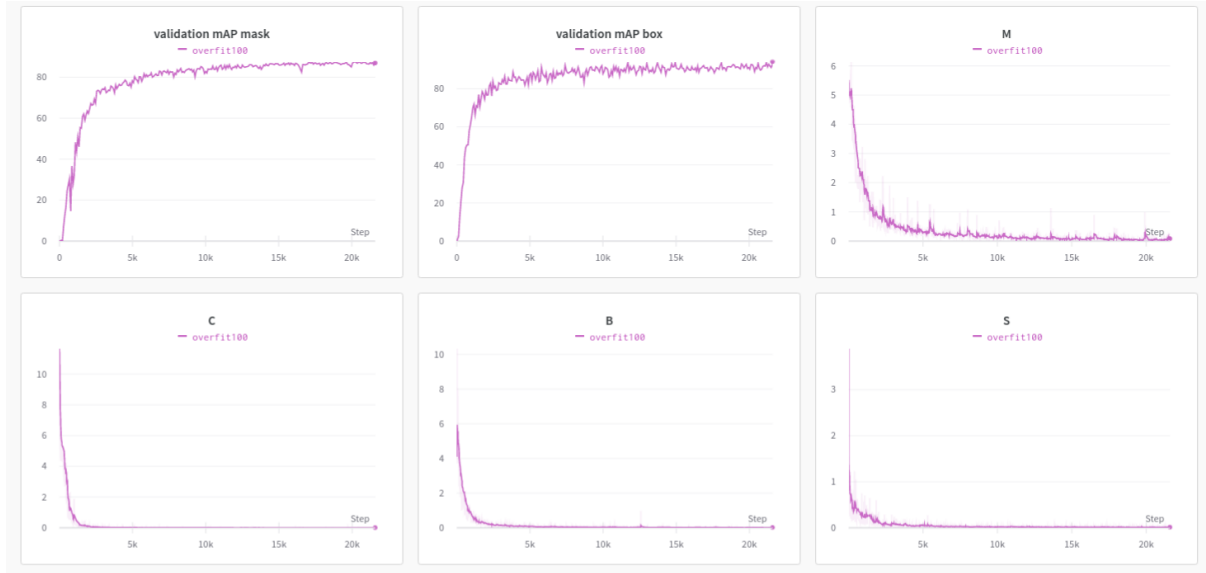 validation mAP mask
overfit100
80
60
40
20
0
Step
0 5k 10k 15k 20k
validation mAP box
overfit100
80
60
40
20
0
Step
0 5k 10k 15k 20k
M
overfit100
6
5
4
3
2
1
0
Step
5k 10k 15k 20k
C
overfit100
10
8
6
4
2
0
Step
5k 10k 15k 20k
B
overfit100
10
8
6
4
2
0
Step
5k 10k 15k 20k
S
overfit100
3
2
1
0
Step
5k 10k 15k 20k